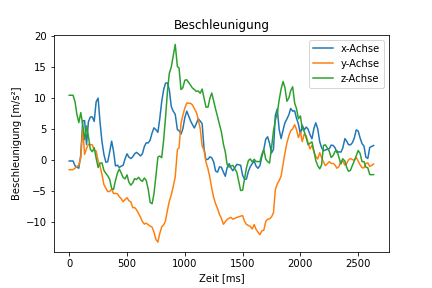 Beschleunigung
Beschleunigung [m/s²]
20
15
10
5
0
−5
−10
x-Achse
y-Achse
z-Achse
0 500 1000 1500 2000 2500
Zeit [ms]